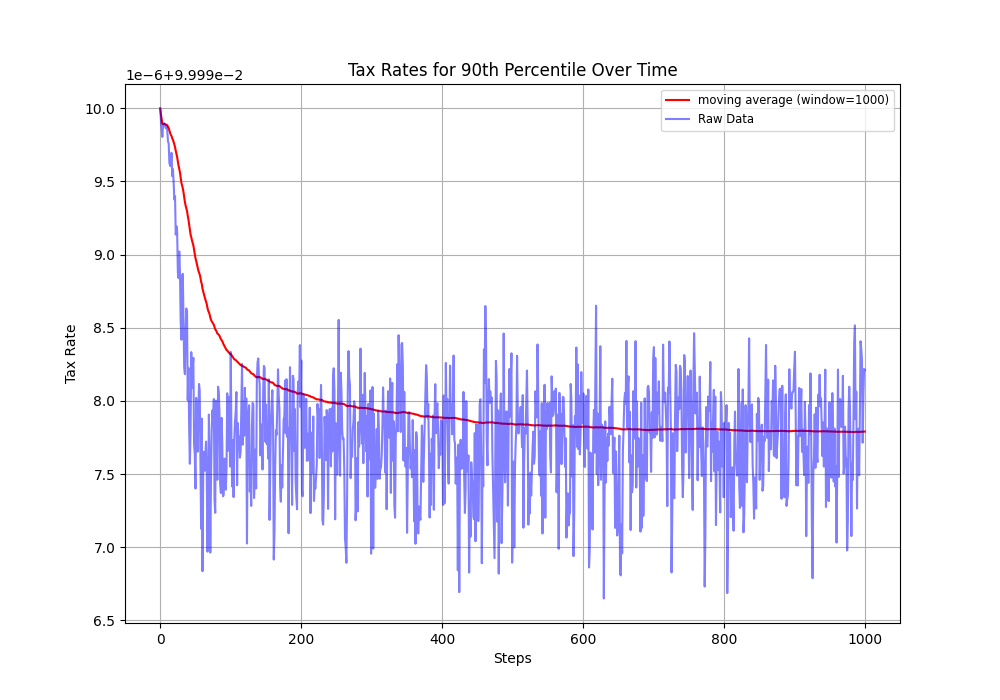 Tax Rates for 90th Percentile Over Time
1e−6+9.999e−2
moving average (window=1000)
Raw Data
10.0
9.5
9.0
8.5
8.0
7.5
7.0
6.5
Tax Rate
0 200 400 600 800 1000
Steps